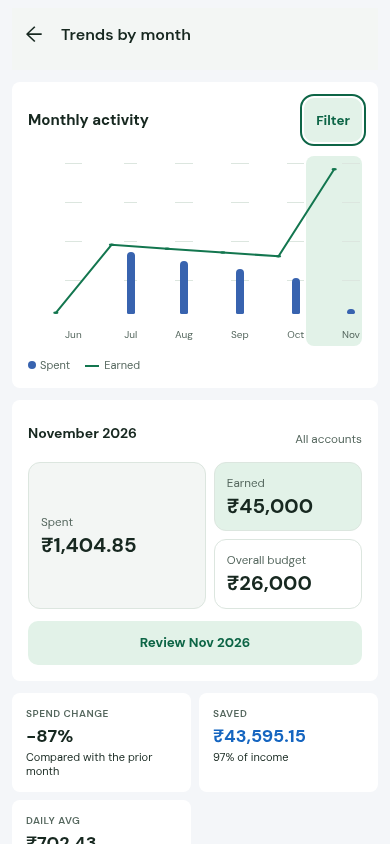 Trends by month
Monthly activity
Filter
Jun Jul Aug Sep Oct Nov
Spent Earned
November 2026
All accounts
Spent
₹1,404.85
Earned
₹45,000
Overall budget
₹26,000
Review Nov 2026
SPEND CHANGE
-87%
Compared with the prior
month
SAVED
₹43,595.15
97% of income
DAILY AVG
₹702.43